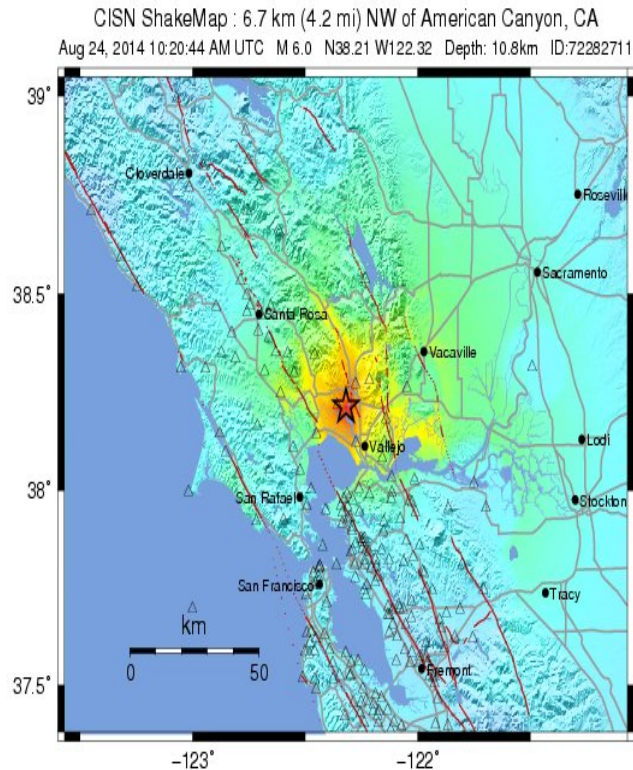 CISN ShakeMap : 6.7 km (4.2 mi) NW of American Canyon, CA
Aug 24, 2014 10:20:44 AM UTC M 6.0 N38.21 W122.32 Depth: 10.8km ID:72282711
39°
Cloverdale
Roseville
38.5°
Sacramento
Santa Rosa
Vacaville
Vallejo
Lodi
38°
San Rafael
Stockton
San Francisco
Tracy
km
0 50
Fremont
37.5°
−123° −122°